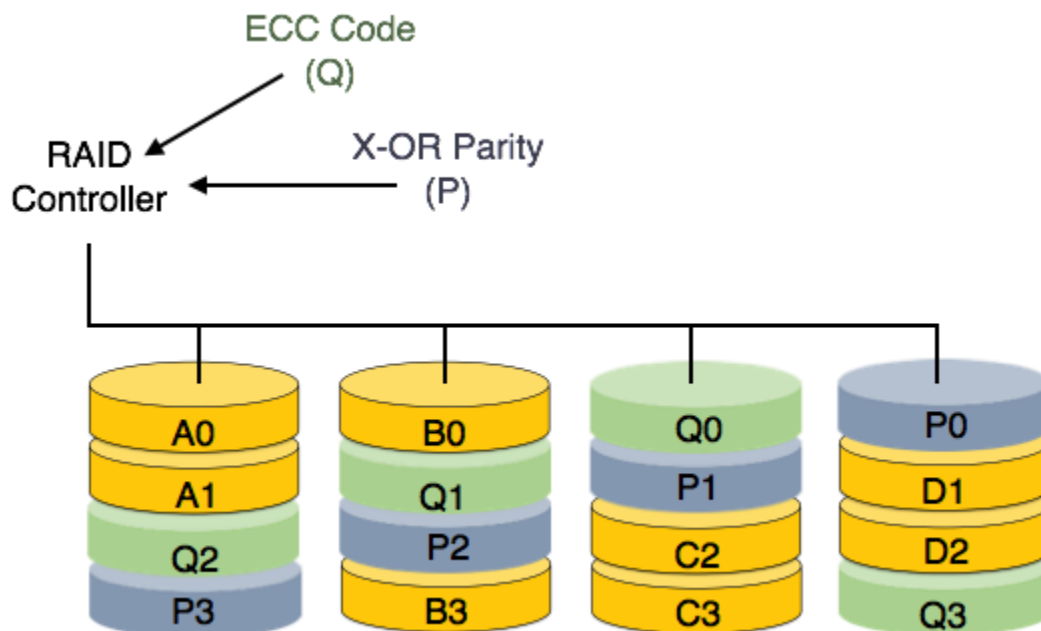 ECC Code
(Q)
X-OR Parity
(P)
RAID
Controller
A0
B0
Q0
P0
A1
Q1
P1
D1
Q2
P2
C2
D2
P3
B3
C3
Q3